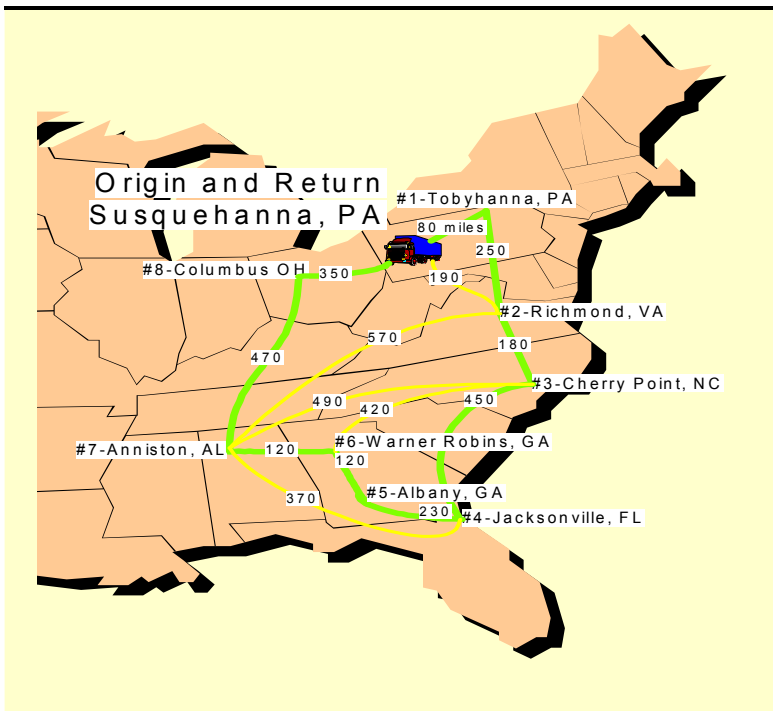 Origin and Return
Susquehanna, PA
#1-Tobyhanna, PA
80 miles
250
#8-Columbus OH
350
190
#2-Richmond, VA
570
180
470
#3-Cherry Point, NC
490
420
450
#7-Anniston, AL
120
#6-Warner Robins, GA
120
370
#5-Albany, GA
230
#4-Jacksonville, FL